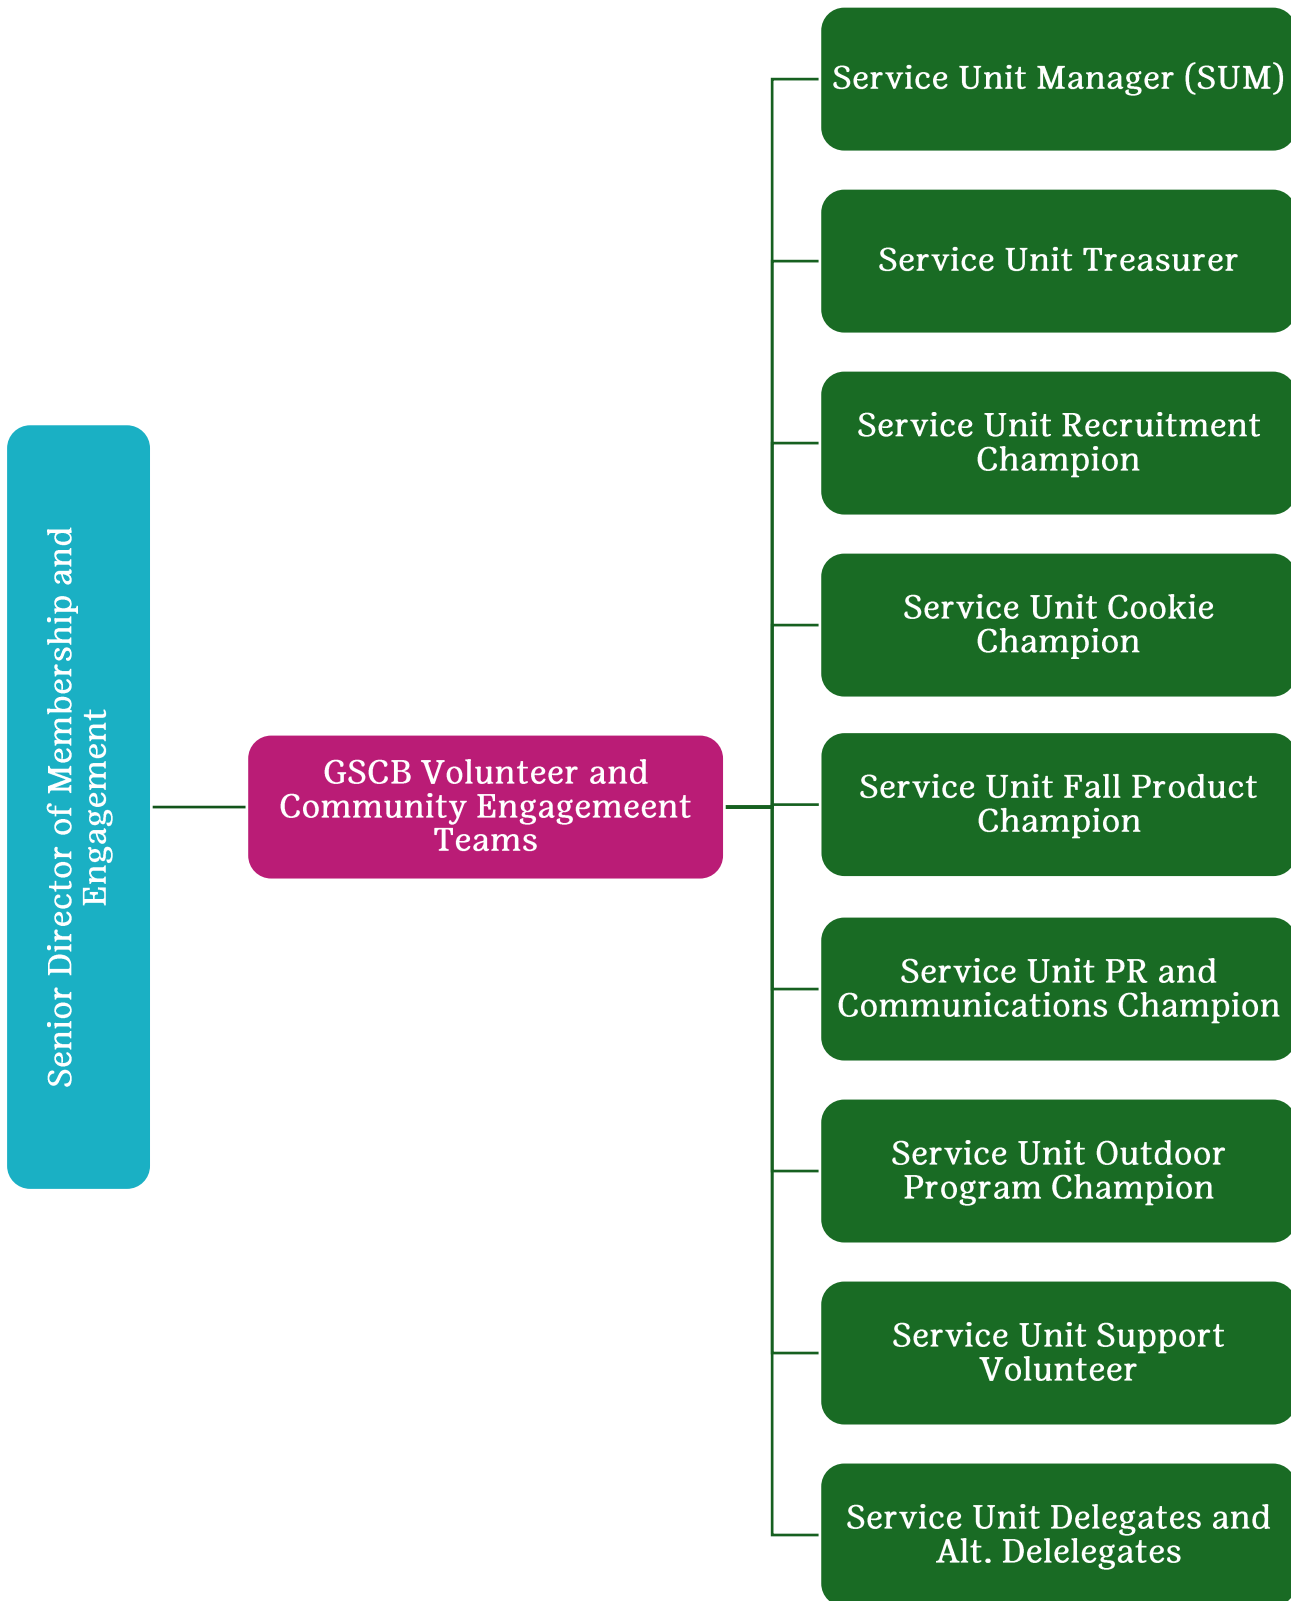 Senior Director of Membership and
Engagement
GSCB Volunteer and
Community Engagemeent
Teams
Service Unit Manager (SUM)
Service Unit Treasurer
Service Unit Recruitment
Champion
Service Unit Cookie
Champion
Service Unit Fall Product
Champion
Service Unit PR and
Communications Champion
Service Unit Outdoor
Program Champion
Service Unit Support
Volunteer
Service Unit Delegates and
Alt. Delelegates